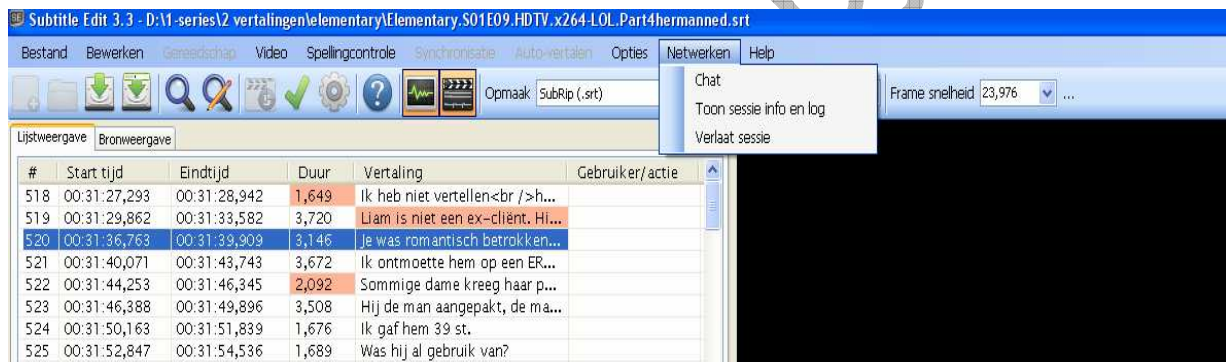 Subtitle Edit 3.3 - D:\1-series\2 vertalingen\elementary\Elementary.S01E09.HDTV.x264-LOL.Part4hermanned.srt
Bestand Bewerken Gereedschap Video Spellingcontrole Synchronisatie Auto-vertalen Opties Netwerken Help
Opmaak SubRip (.srt) Frame snelheid 23,976 ...
Chat
Toon sessie info en log
Verlaat sessie
Lijstweergave Bronweergave
# Start tijd Eindtijd Duur Vertaling Gebruiker/actie
518 00:31:27,293 00:31:28,942 1,649 Ik heb niet vertellen<br />h...
519 00:31:29,862 00:31:33,582 3,720 Liam is niet een ex-cliënt. Hi...
520 00:31:36,763 00:31:39,909 3,146 Je was romantisch betrokken...
521 00:31:40,071 00:31:43,743 3,672 Ik ontmoette hem op een ER...
522 00:31:44,253 00:31:46,345 2,092 Sommige dame kreeg haar p...
523 00:31:46,388 00:31:49,896 3,508 Hij de man aangepakt, de ma...
524 00:31:50,163 00:31:51,839 1,676 Ik gaf hem 39 st.
525 00:31:52,847 00:31:54,536 1,689 Was hij al gebruik van?